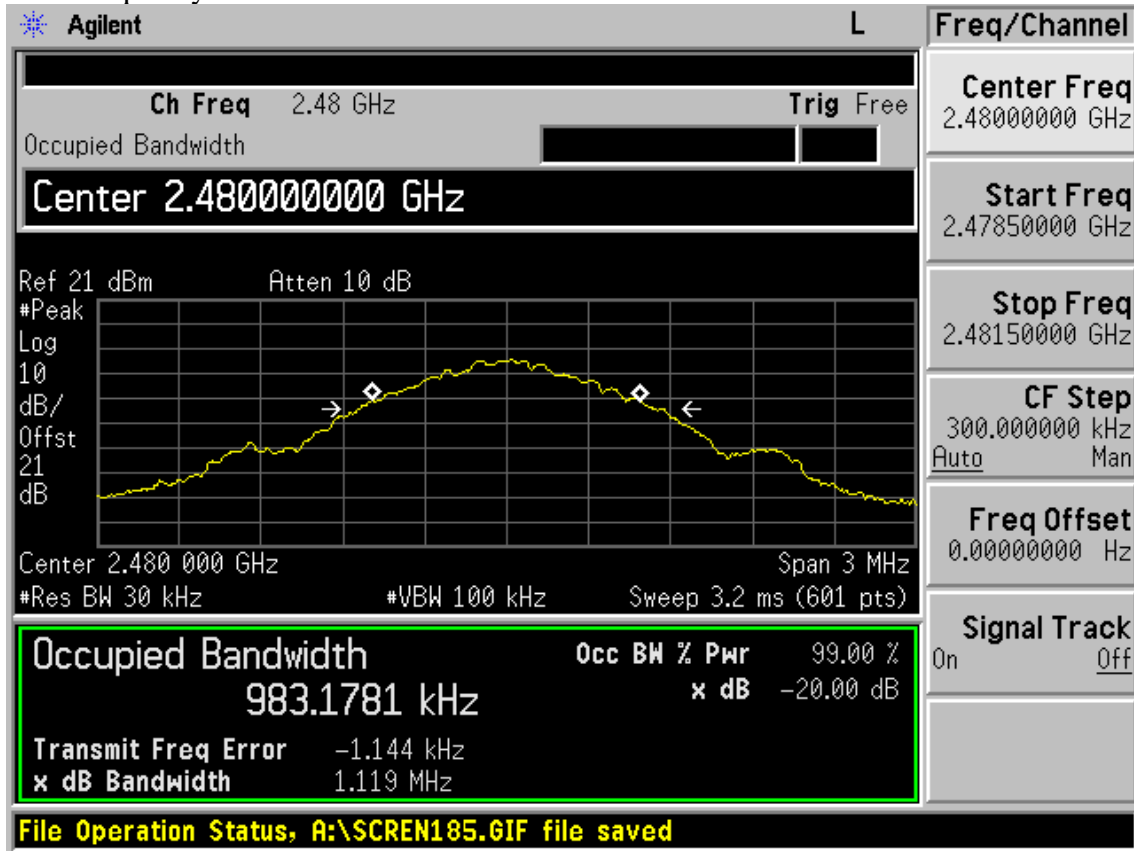 Agilent L
Freq/Channel
Ch Freq 2.48 GHz Trig Free
Occupied Bandwidth
Center 2.480000000 GHz
Ref 21 dBm Atten 10 dB
#Peak
Log
10
dB/
Offst
21
dB
Center 2.480 000 GHz Span 3 MHz
#Res BW 30 kHz #VBW 100 kHz Sweep 3.2 ms (601 pts)
Occupied Bandwidth Occ BW % Pwr 99.00 %
983.1781 kHz x dB -20.00 dB
Transmit Freq Error -1.144 kHz
x dB Bandwidth 1.119 MHz
File Operation Status, A:\SCREN185.GIF file saved
Center Freq
2.48000000 GHz
Start Freq
2.47850000 GHz
Stop Freq
2.48150000 GHz
CF Step
300.000000 kHz
Auto Man
Freq Offset
0.00000000 Hz
Signal Track
On Off